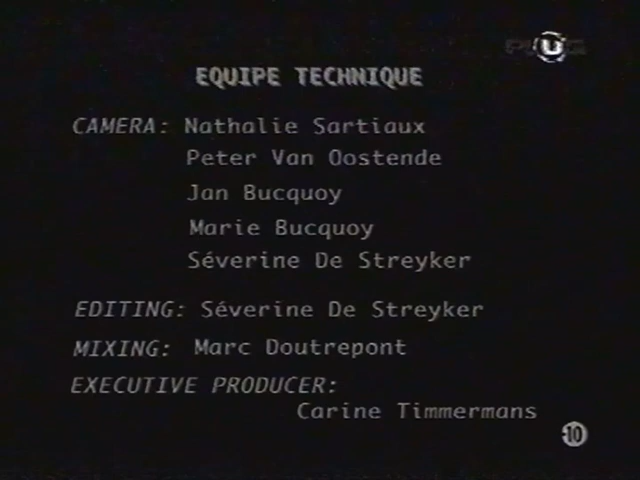 PLUG
EQUIPE TECHNIQUE
CAMERA: Nathalie Sartiaux
Peter Van Oostende
Jan Bucquoy
Marie Bucquoy
Séverine De Streyker
EDITING: Séverine De Streyker
MIXING: Marc Doutrepont
EXECUTIVE PRODUCER:
Carine Timmermans
-10